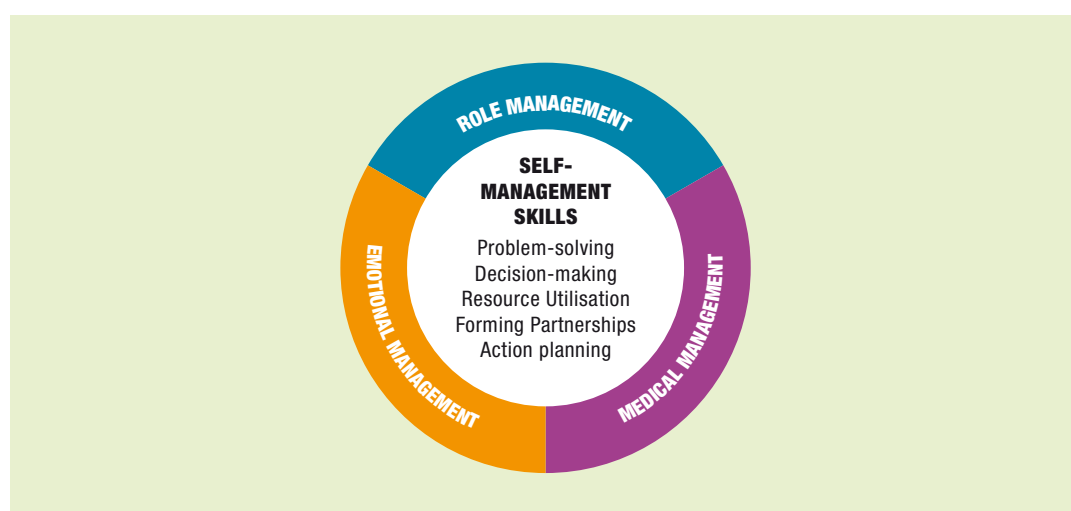 ROLE MANAGEMENT
SELF-
MANAGEMENT
SKILLS
Problem-solving
Decision-making
Resource Utilisation
Forming Partnerships
Action planning
EMOTIONAL MANAGEMENT
MEDICAL MANAGEMENT